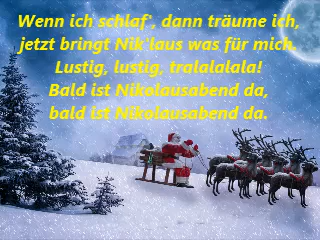 Wenn ich schlaf', dann träume ich,
jetzt bringt Nik'laus was für mich.
Lustig, lustig, tralalalala!
Bald ist Nikolausabend da,
bald ist Nikolausabend da.